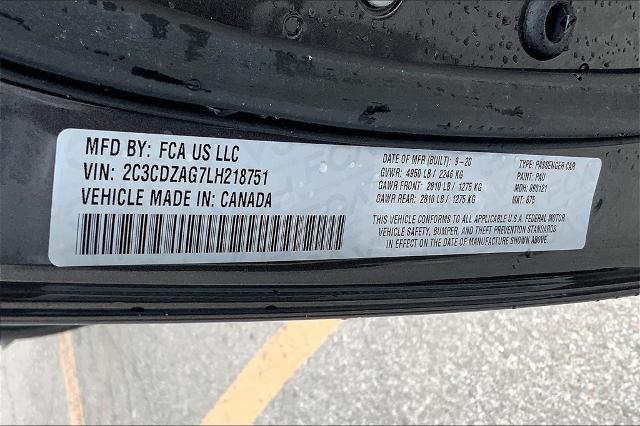 MFD BY: FCA US LLC
VIN: 2C3CDZAG7LH218751
VEHICLE MADE IN: CANADA
DATE OF MFR (BUILT): 9-20
GVWR: 4950 LB / 2246 KG
GAWR FRONT: 2810 LB / 1275 KG
GAWR REAR: 2810 LB / 1275 KG
TYPE: PASSENGER CAR
PAINT: PAU
MDH:
MXT: 675
THIS VEHICLE CONFORMS TO ALL APPLICABLE U.S.A. FEDERAL MOTOR
VEHICLE SAFETY, BUMPER, AND THEFT PREVENTION STANDARDS
IN EFFECT ON THE DATE OF MANUFACTURE SHOWN ABOVE.